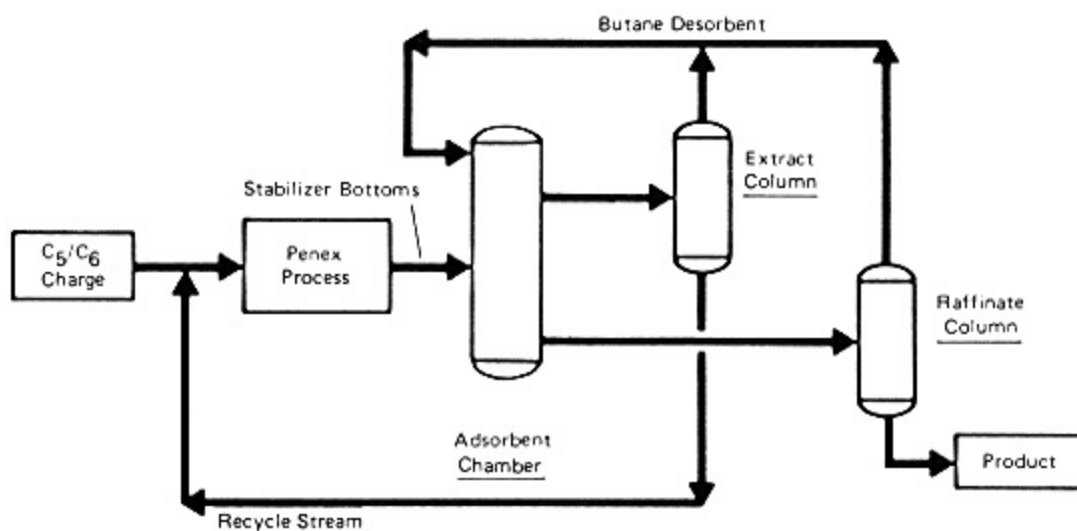 Butane Desorbent
Extract
Column
Stabilizer Bottoms
C5/C6
Charge
Penex
Process
Raffinate
Column
Adsorbent
Chamber
Product
Recycle Stream